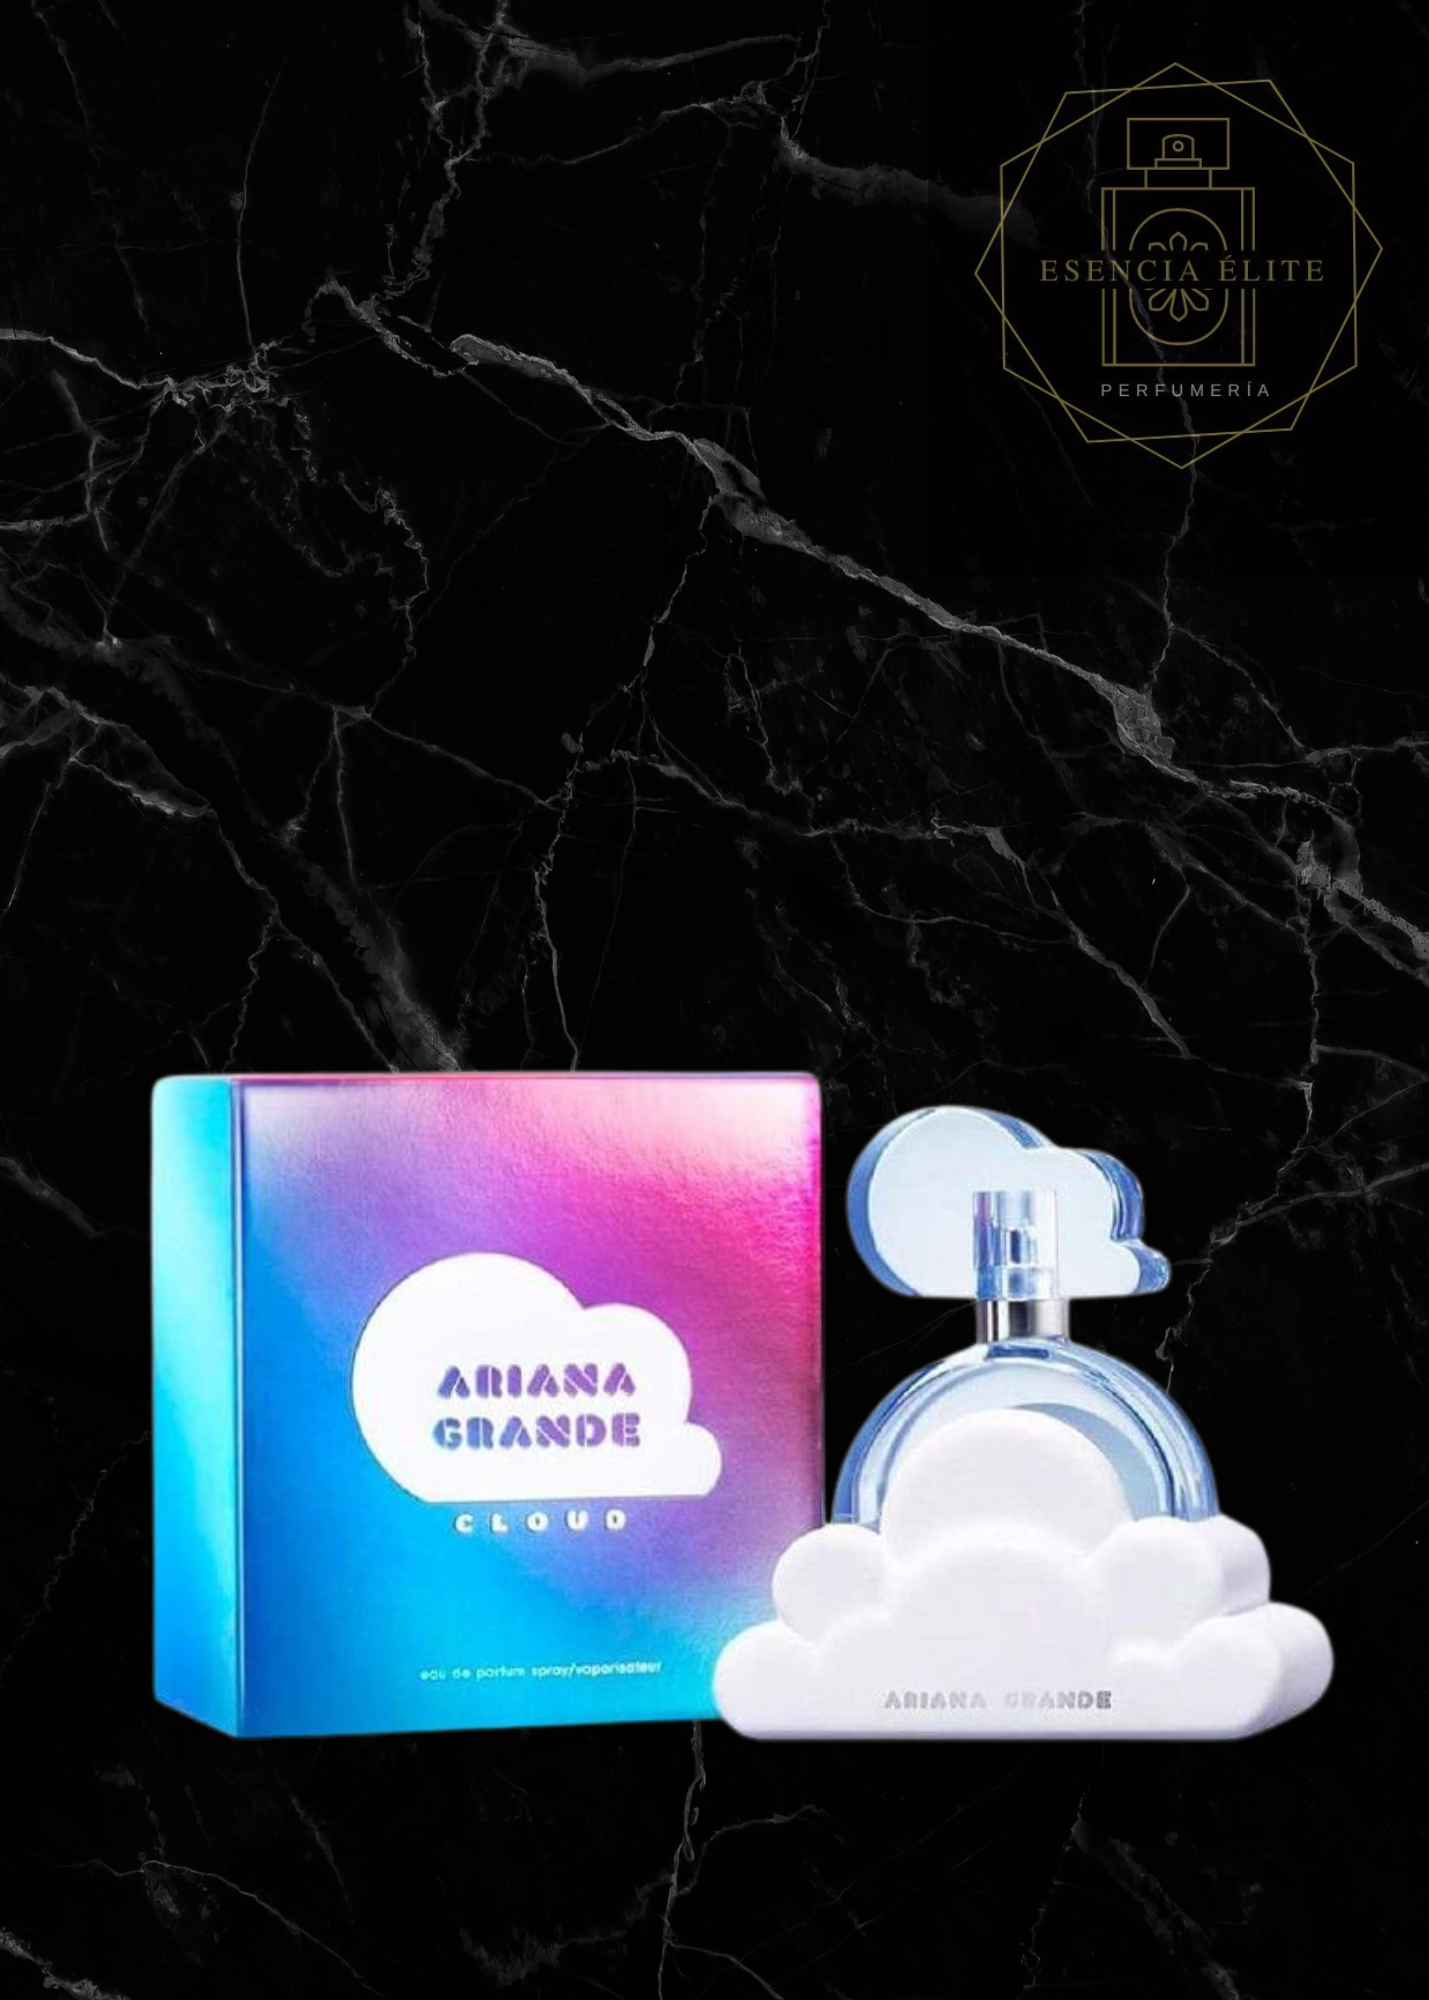 ESENCIA ÉLITE
PERFUMERÍA
ARIANA
GRANDE
CLOUD
eau de parfum spray/vaporisateur
ARIANA GRANDE